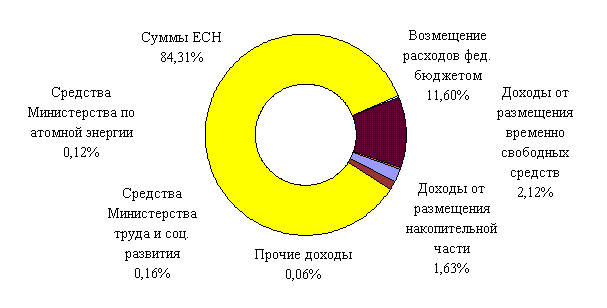 Суммы ЕСН
84,31%
Возмещение
расходов фед.
бюджетом
11,60%
Средства
Министерства по
атомной энергии
0,12%
Доходы от
размещения
временно
свободных
средств
2,12%
Средства
Министерства
труда и соц.
развития
0,16%
Прочие доходы
0,06%
Доходы от
размещения
накопительной
части
1,63%